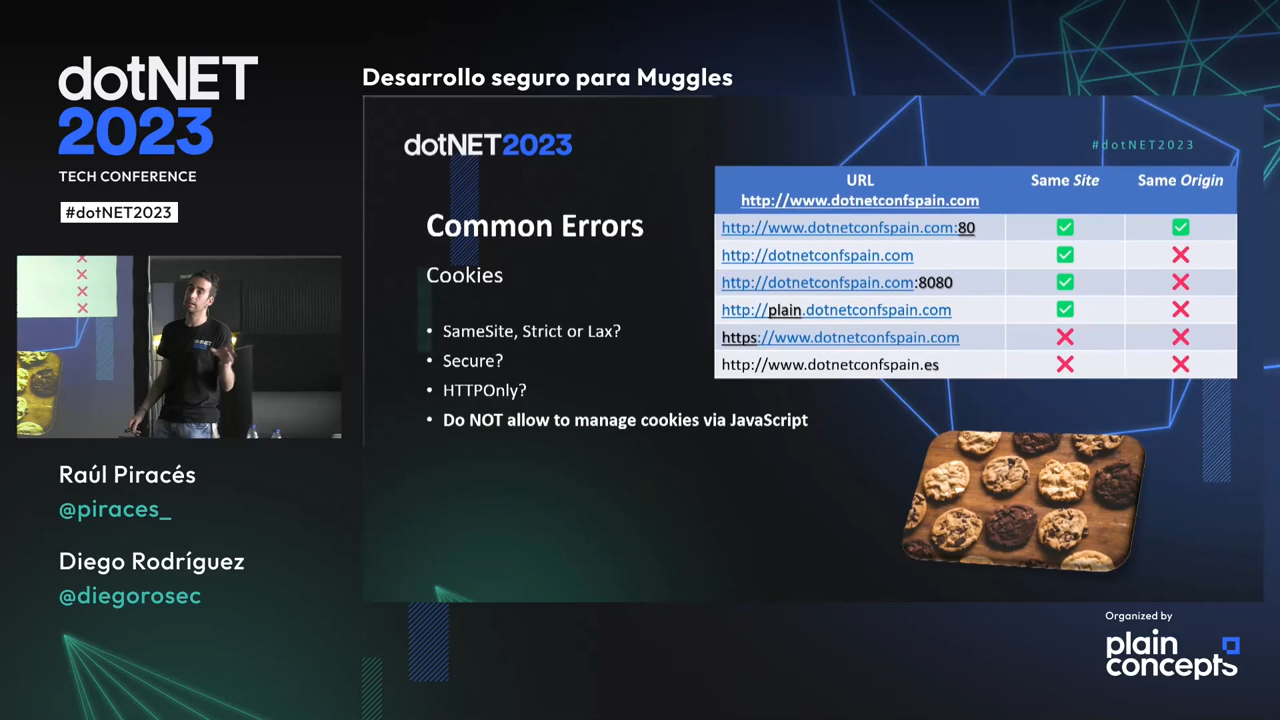 dotNET
2023
TECH CONFERENCE
#dotNET2023
Raúl Piracés
@piraces_
Diego Rodríguez
@diegorosec
Desarrollo seguro para Muggles
dotNET2023
#dotNET2023
Common Errors
Cookies
• SameSite, Strict or Lax?
• Secure?
• HTTPOnly?
• Do NOT allow to manage cookies via JavaScript
URL Same Site Same Origin
http://www.dotnetconfspain.com
http://www.dotnetconfspain.com:80
http://dotnetconfspain.com
http://dotnetconfspain.com:8080
http://plain.dotnetconfspain.com
https://www.dotnetconfspain.com
http://www.dotnetconfspain.es
Organized by
plain
concepts